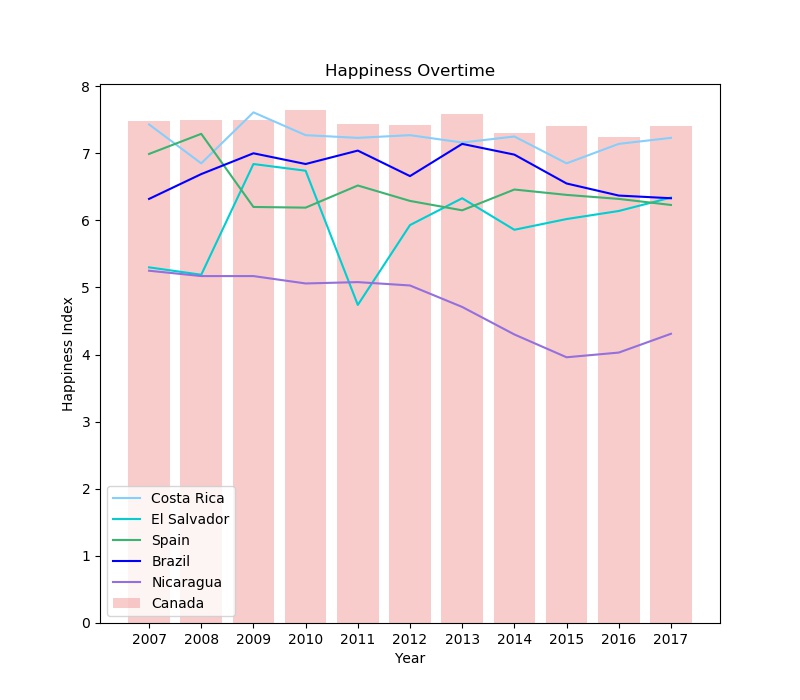 Happiness Overtime
8
7
6
5
4
3
2
1
0
Happiness Index
Costa Rica
El Salvador
Spain
Brazil
Nicaragua
Canada
2007 2008 2009 2010 2011 2012 2013 2014 2015 2016 2017
Year